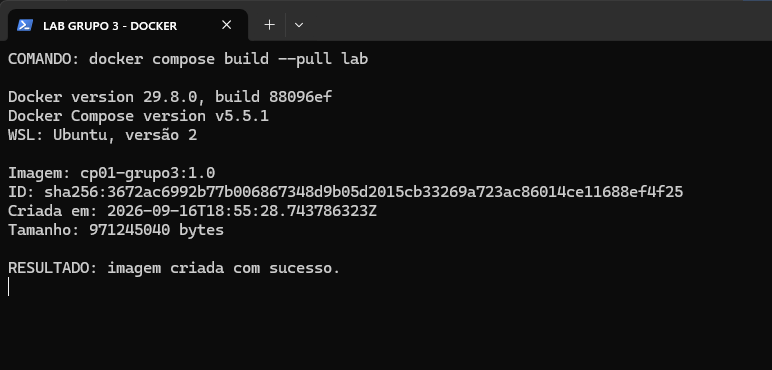 LAB GRUPO 3 - DOCKER
COMANDO: docker compose build --pull lab
Docker version 29.8.0, build 88096ef
Docker Compose version v5.5.1
WSL: Ubuntu, versão 2
Imagem: cp01-grupo3:1.0
ID: sha256:3672ac6992b77b006867348d9b05d2015cb33269a723ac86014ce11688ef4f25
Criada em: 2026-09-16T18:55:28.743786323Z
Tamanho: 971245040 bytes
RESULTADO: imagem criada com sucesso.